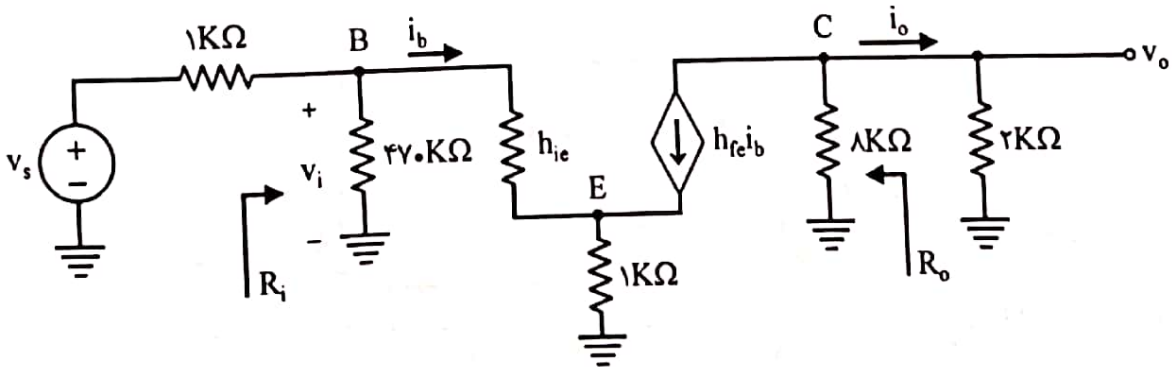 ۱KΩ
B
i_b
C
i_o
v_o
v_s
+
−
+
v_i
−
۴۷۰KΩ
h_ie
h_fe i_b
۸KΩ
۲KΩ
E
R_i
۱KΩ
R_o